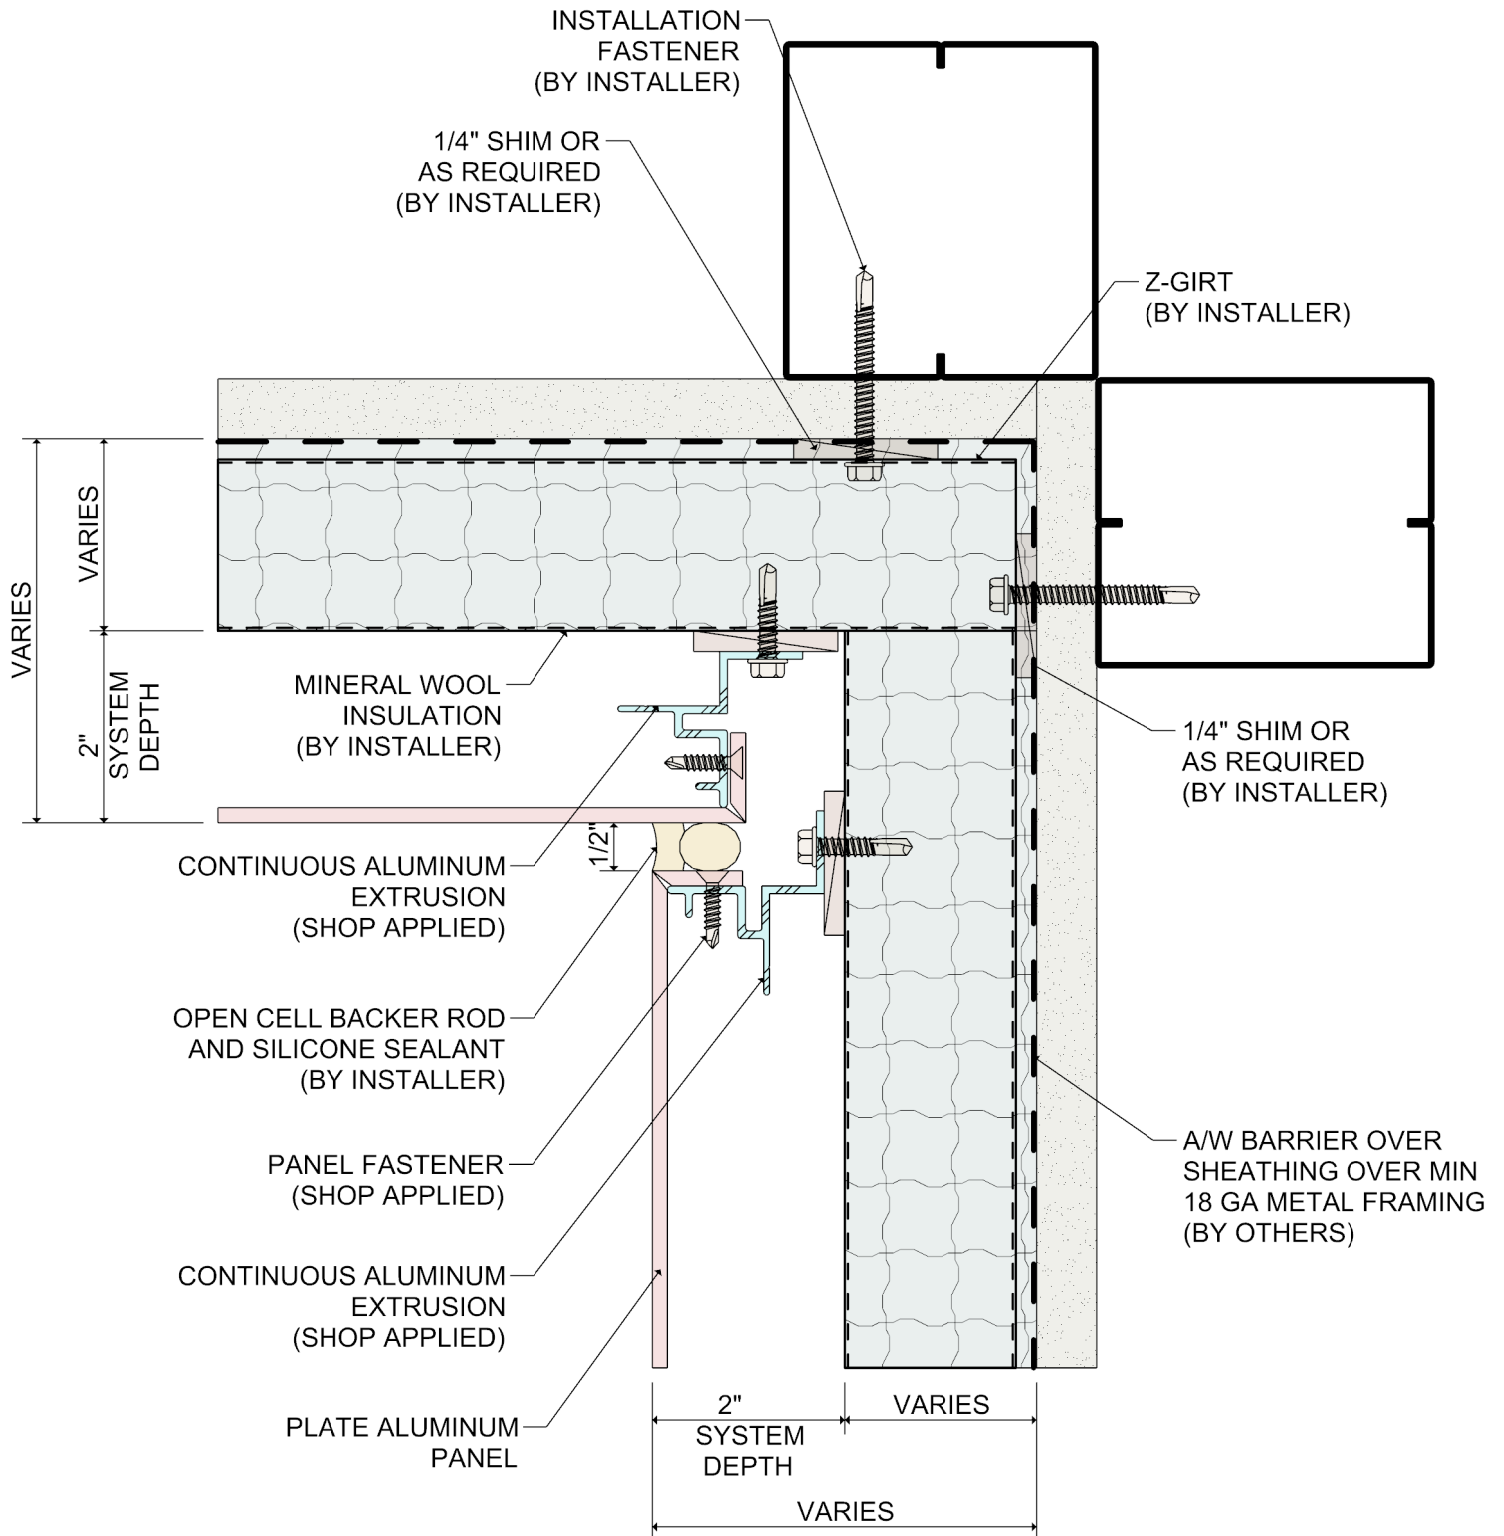 INSTALLATION
FASTENER
(BY INSTALLER)
1/4" SHIM OR
AS REQUIRED
(BY INSTALLER)
Z-GIRT
(BY INSTALLER)
VARIES
VARIES
2"
SYSTEM
DEPTH
MINERAL WOOL
INSULATION
(BY INSTALLER)
1/4" SHIM OR
AS REQUIRED
(BY INSTALLER)
1/2"
CONTINUOUS ALUMINUM
EXTRUSION
(SHOP APPLIED)
OPEN CELL BACKER ROD
AND SILICONE SEALANT
(BY INSTALLER)
PANEL FASTENER
(SHOP APPLIED)
A/W BARRIER OVER
SHEATHING OVER MIN
18 GA METAL FRAMING
(BY OTHERS)
CONTINUOUS ALUMINUM
EXTRUSION
(SHOP APPLIED)
PLATE ALUMINUM
PANEL
2"
SYSTEM
DEPTH
VARIES
VARIES